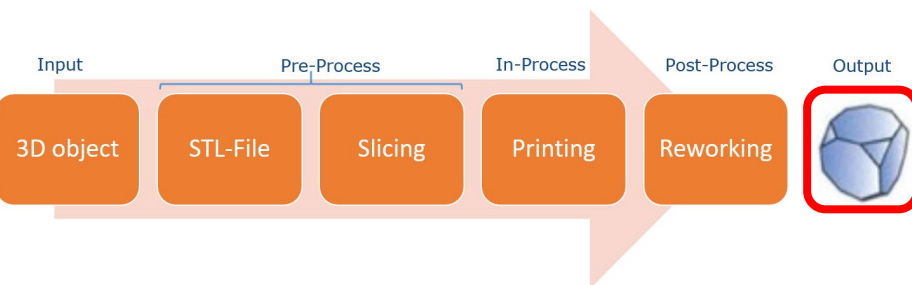 Input
Pre-Process
In-Process
Post-Process
Output
3D object
STL-File
Slicing
Printing
Reworking